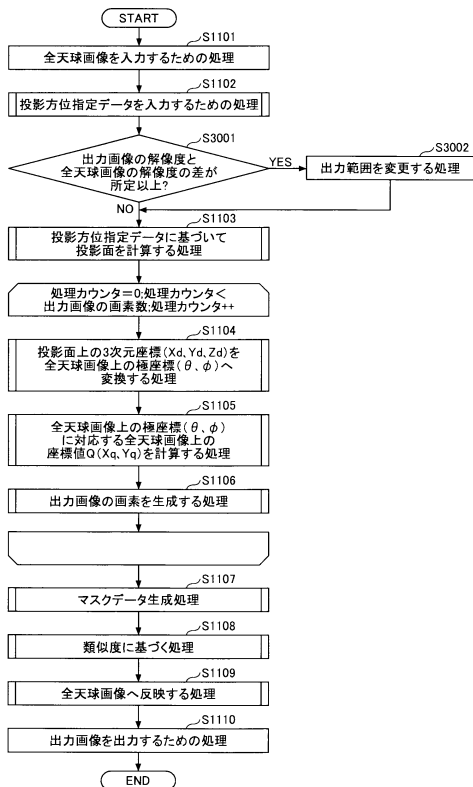 START
S1101
全天球画像を入力するための処理
S1102
投影方位指定データを入力するための処理
S3001
出力画像の解像度と
全天球画像の解像度の差が
所定以上?
YES
S3002
出力範囲を変更する処理
NO
S1103
投影方位指定データに基づいて
投影面を計算する処理
処理カウンタ=0;処理カウンタ<
出力画像の画素数;処理カウンタ++
S1104
投影面上の3次元座標(Xd、Yd、Zd)を
全天球画像上の極座標(θ、φ)へ
変換する処理
S1105
全天球画像上の極座標(θ、φ)
に対応する全天球画像上の
座標値Q(Xq、Yq)を計算する処理
S1106
出力画像の画素を生成する処理
S1107
マスクデータ生成処理
S1108
類似度に基づく処理
S1109
全天球画像へ反映する処理
S1110
出力画像を出力するための処理
END